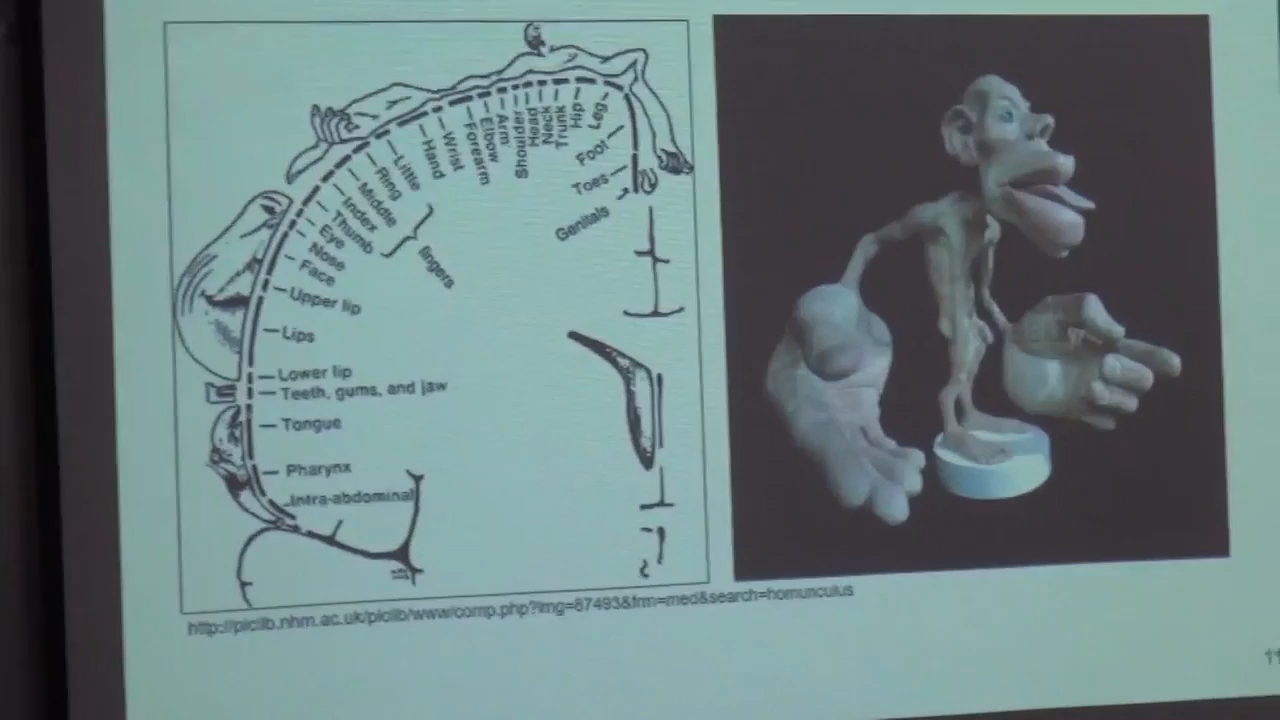 Genitals
Toes
Foot
Leg
Hip
Trunk
Neck
Head
Shoulder
Arm
Elbow
Forearm
Wrist
Hand
Little
Ring
Middle
Index
Thumb
fingers
Eye
Nose
Face
Upper lip
Lips
Lower lip
Teeth, gums, and jaw
Tongue
Pharynx
Intra-abdominal
http://piclib.nhm.ac.uk/piclib/www/comp.php?img=87493&frm=med&search=homunculus